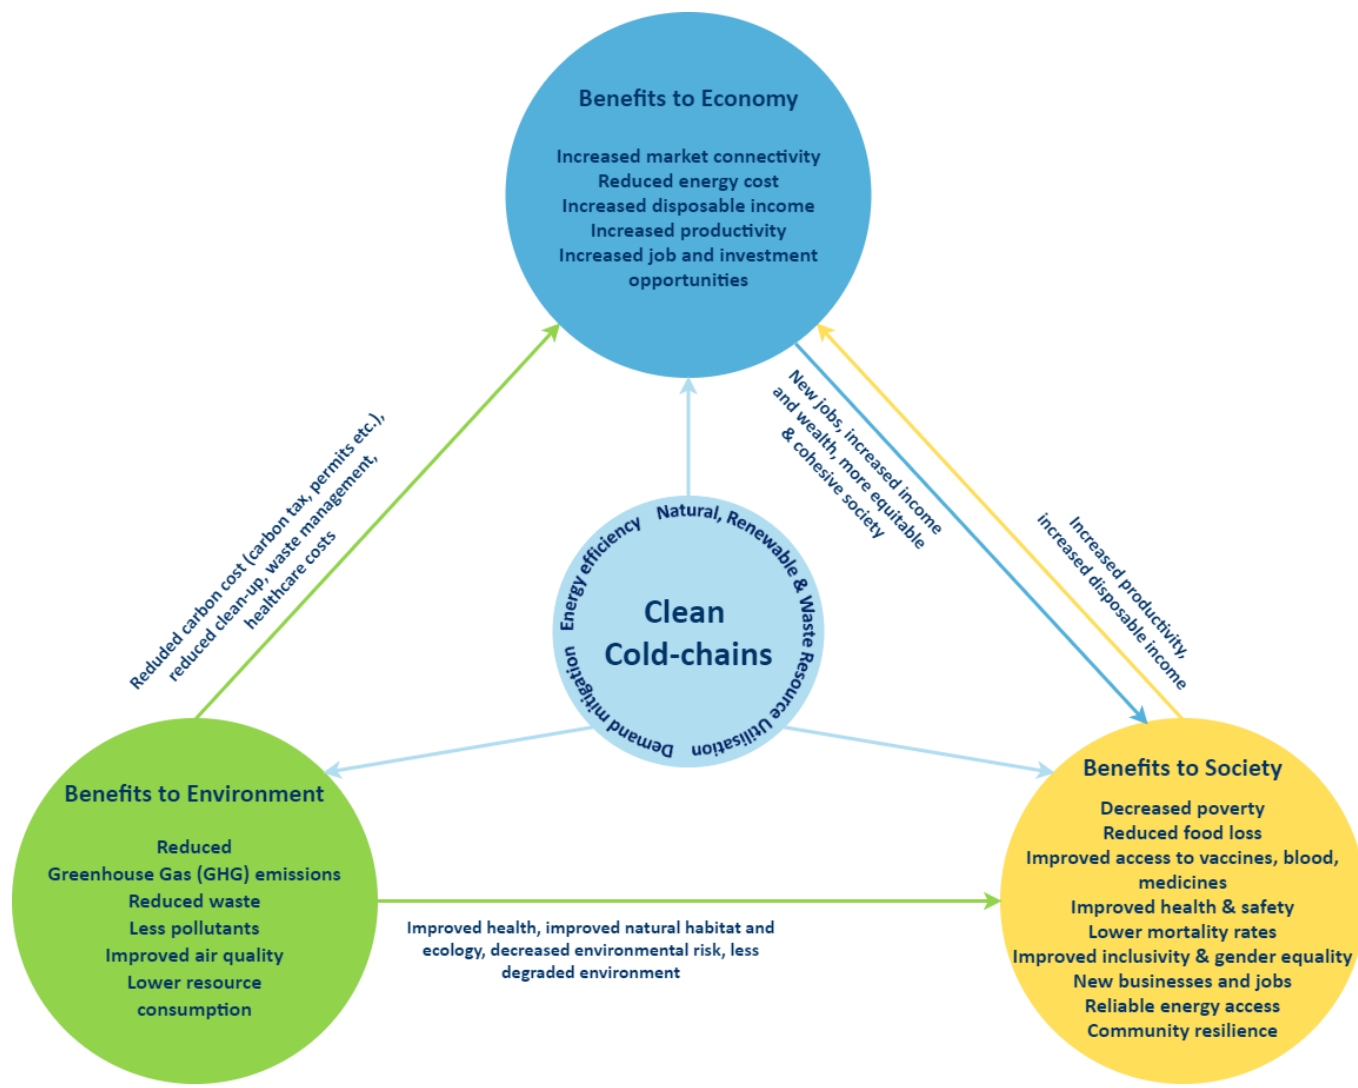 Benefits to Economy
Increased market connectivity
Reduced energy cost
Increased disposable income
Increased productivity
Increased job and investment
opportunities
Reduded carbon cost (carbon tax, permits etc.),
reduced clean-up, waste management,
healthcare costs
New jobs, increased income
and wealth, more equitable
& cohesive society
Increased productivity,
increased disposable income
Energy efficiency
Natural, Renewable & Waste Resource Utilisation
Demand mitigation
Clean
Cold-chains
Benefits to Environment
Reduced
Greenhouse Gas (GHG) emissions
Reduced waste
Less pollutants
Improved air quality
Lower resource
consumption
Improved health, improved natural habitat and
ecology, decreased environmental risk, less
degraded environment
Benefits to Society
Decreased poverty
Reduced food loss
Improved access to vaccines, blood,
medicines
Improved health & safety
Lower mortality rates
Improved inclusivity & gender equality
New businesses and jobs
Reliable energy access
Community resilience